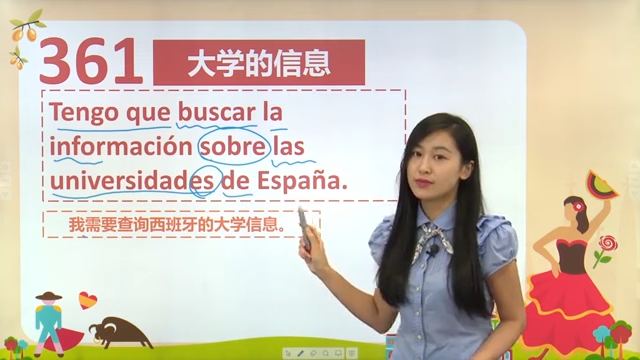 361
大学的信息
Tengo que buscar la
información sobre las
universidades de España.
我需要查询西班牙的大学信息。